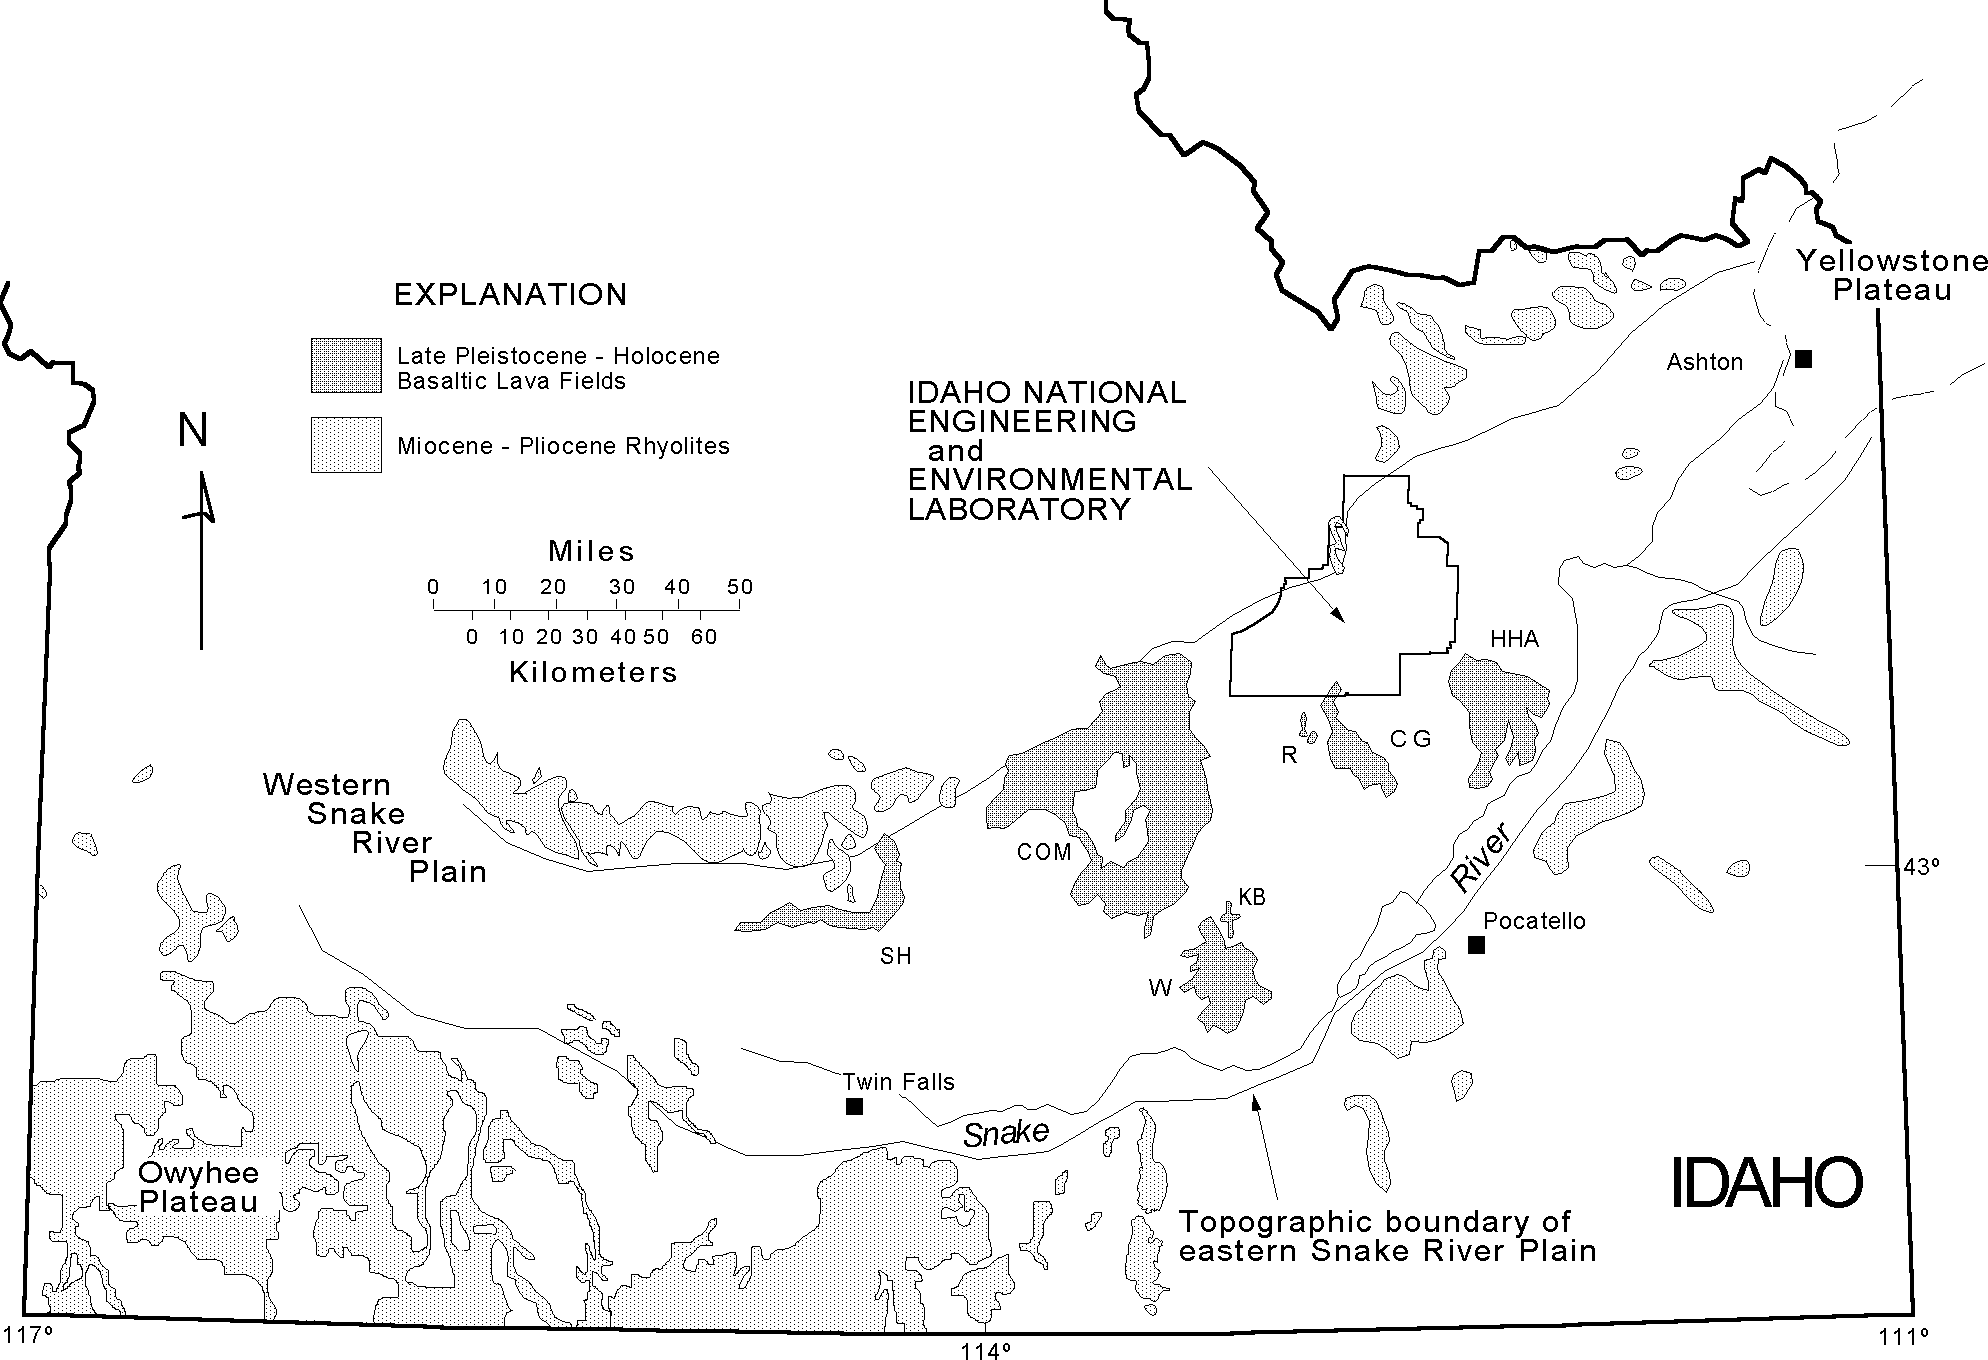 Yellowstone
Plateau
EXPLANATION
Late Pleistocene - Holocene
Basaltic Lava Fields
Miocene - Pliocene Rhyolites
Ashton
IDAHO NATIONAL
ENGINEERING
and
ENVIRONMENTAL
LABORATORY
N
Miles
0 10 20 30 40 50
0 10 20 30 40 50 60
Kilometers
HHA
CG
R
Western
Snake
River
Plain
COM
River
43º
KB
Pocatello
SH
W
Twin Falls
Snake
Owyhee
Plateau
IDAHO
Topographic boundary of
eastern Snake River Plain
117º
114º
111º